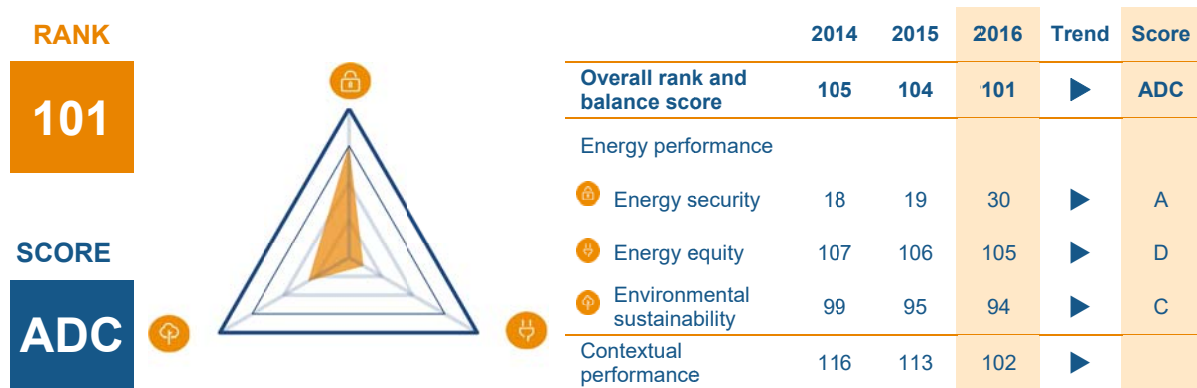 RANK
101
SCORE
ADC
2014 2015 2016 Trend Score
Overall rank and
balance score 105 104 101 ADC
Energy performance
Energy security 18 19 30 A
Energy equity 107 106 105 D
Environmental
sustainability 99 95 94 C
Contextual
performance 116 113 102